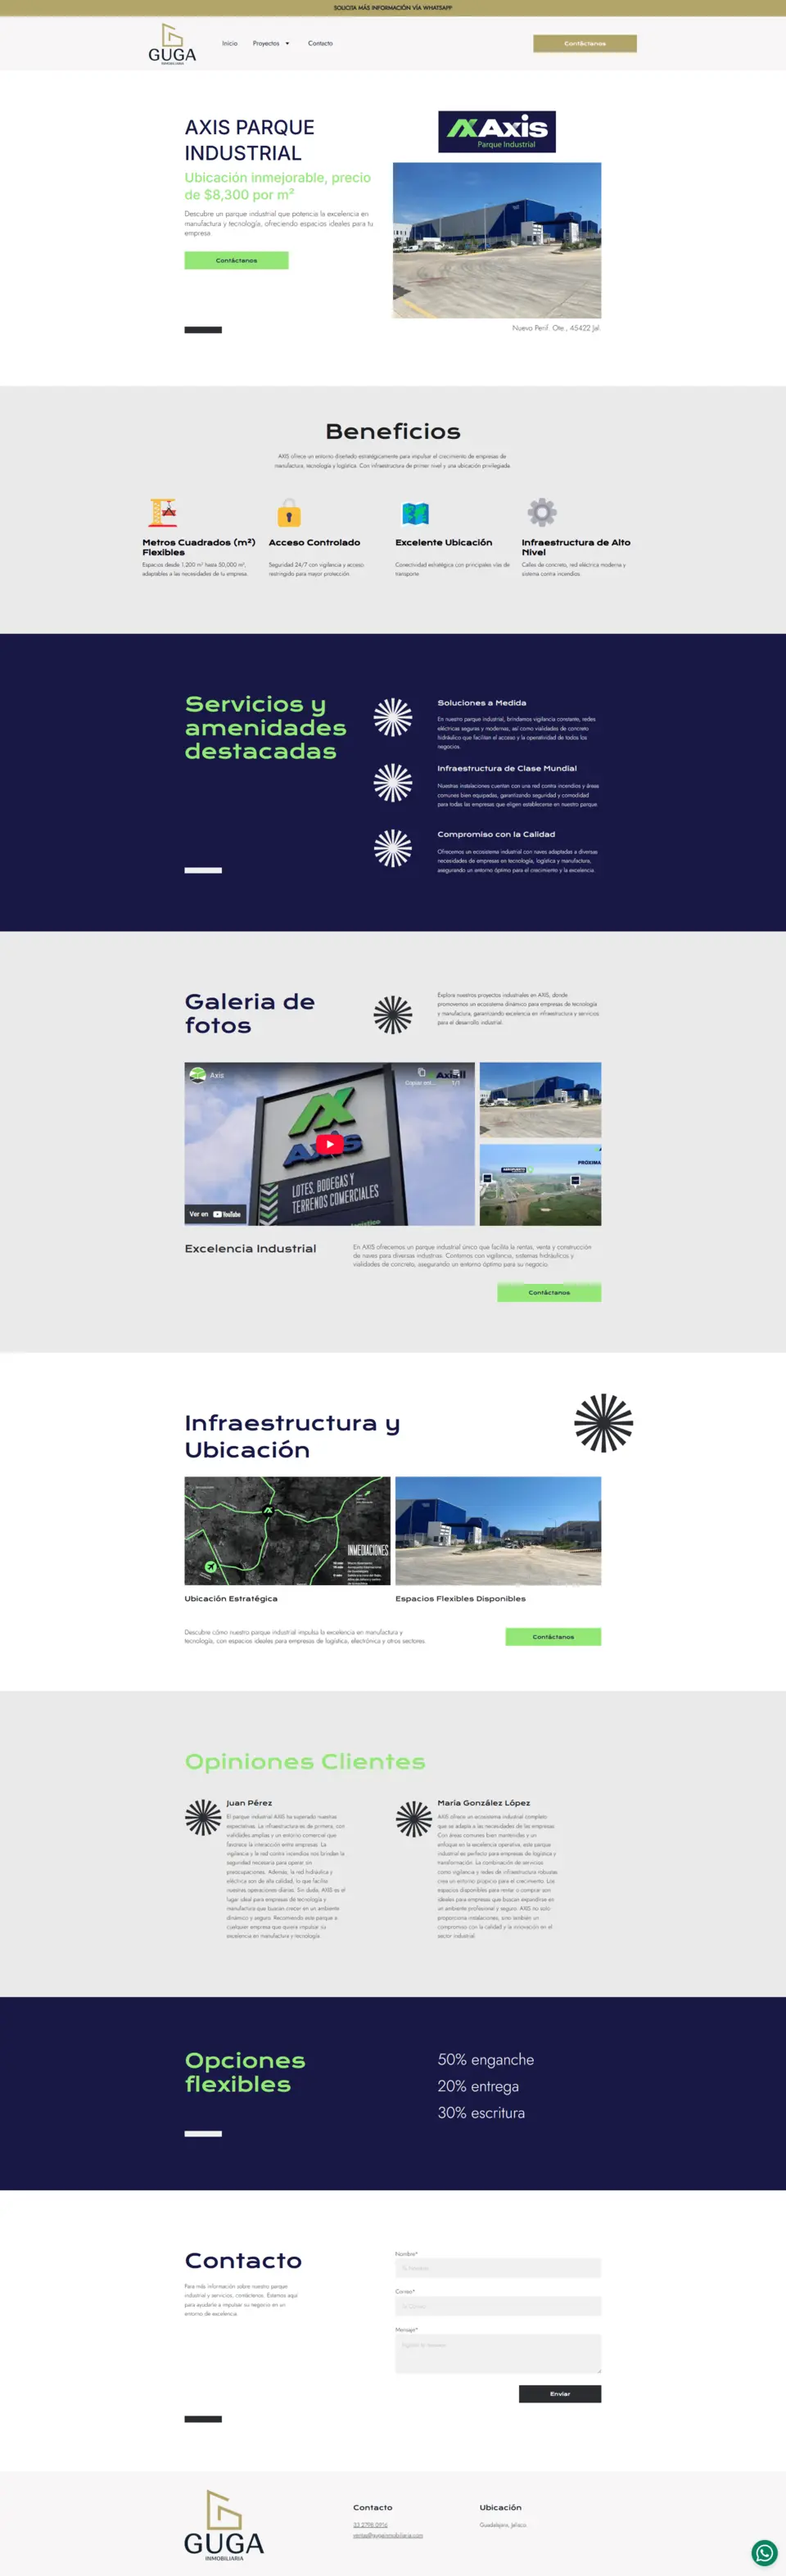 SOLICITA MÁS INFORMACIÓN VÍA WHATSAPP
GUGA
INMOBILIARIA
Inicio
Proyectos
Contacto
Contáctanos
AXIS PARQUE
INDUSTRIAL
Ubicación inmejorable, precio
de $8,300 por m²
Descubre un parque industrial que potencia la excelencia en
manufactura y tecnología, ofreciendo espacios ideales para tu
empresa
Contáctanos
Axis
Parque Industrial
Nuevo Perif. Ote., 45422 Jal.
Beneficios
AXIS ofrece un entorno diseñado estratégicamente para impulsar el crecimiento de empresas de
manufactura, tecnología y logística. Con infraestructura de primer nivel y una ubicación privilegiada.
Metros Cuadrados (m²)
Flexibles
Espacios desde 1,200 m² hasta 50,000 m²,
adaptables a las necesidades de tu empresa.
Acceso Controlado
Seguridad 24/7 con vigilancia y acceso
restringido para mayor protección.
Excelente Ubicación
Conectividad estratégica con principales vías de
transporte.
Infraestructura de Alto
Nivel
Calles de concreto, red eléctrica moderna y
sistema contra incendios.
Servicios y
amenidades
destacadas
Soluciones a Medida
En nuestro parque industrial, brindamos vigilancia constante, redes
eléctricas seguras y modernas, así como vialidades de concreto
hidráulico que facilitan el acceso y la operatividad de todos los
negocios.
Infraestructura de Clase Mundial
Nuestras instalaciones cuentan con una red contra incendios y áreas
comunes bien equipadas, garantizando seguridad y comodidad
para todas las empresas que eligen establecerse en nuestro parque.
Compromiso con la Calidad
Ofrecemos un ecosistema industrial con naves adaptadas a diversas
necesidades de empresas en tecnología, logística y manufactura,
asegurando un entorno óptimo para el crecimiento y la excelencia.
Galeria de
fotos
Explora nuestros proyectos industriales en AXIS, donde
promovemos un ecosistema dinámico para empresas de tecnología
y manufactura, garantizando excelencia en infraestructura y servicios
para el desarrollo industrial.
Axis
Axis
LOTES, BODEGAS Y
TERRENOS COMERCIALES
Ver en YouTube
PRÓXIMA
Excelencia Industrial
En AXIS ofrecemos un parque industrial único que facilita la rentas, venta y construcción
de naves para diversas industrias. Contamos con vigilancia, sistemas hidráulicos y
vialidades de concreto, asegurando un entorno óptimo para su negocio.
Contáctanos
Infraestructura y
Ubicación
INMEDIACIONES
Ubicación Estratégica
Espacios Flexibles Disponibles
Descubre cómo nuestro parque industrial impulsa la excelencia en manufactura y
tecnología, con espacios ideales para empresas de logística, electrónica y otros sectores.
Contáctanos
Opiniones Clientes
Juan Pérez
El parque industrial AXIS ha superado nuestras
expectativas. La infraestructura es de primera, con
vialidades amplias y un entorno comercial que
favorece la interacción entre empresas. La
vigilancia y la red contra incendios nos brindan la
seguridad necesaria para operar sin
preocupaciones. Además, la red hidráulica y
eléctrica son de alta calidad, lo que facilita
nuestras operaciones diarias. Sin duda, AXIS es el
lugar ideal para empresas de tecnología y
manufactura que buscan crecer en un ambiente
dinámico y seguro. Recomiendo este parque a
cualquier empresa que quiera impulsar su
excelencia en manufactura y tecnología.
María González López
AXIS ofrece un ecosistema industrial completo
que se adapta a las necesidades de las empresas.
Con áreas comunes bien mantenidas y un
enfoque en la excelencia operativa, este parque
industrial es perfecto para empresas de logística y
transformación. La combinación de servicios
como vigilancia y redes de infraestructura robustas
crea un entorno propicio para el crecimiento. Los
espacios disponibles para rentar o comprar son
ideales para empresas que buscan expandirse en
un ambiente profesional y seguro. AXIS no solo
proporciona instalaciones, sino también un
compromiso con la calidad y la innovación en el
sector industrial.
Opciones
flexibles
50% enganche
20% entrega
30% escritura
Contacto
Para más información sobre nuestro parque
industrial y servicios, contáctenos. Estamos aquí
para ayudarle a impulsar su negocio en un
entorno de excelencia.
Nombre*
Correo*
Mensaje*
Enviar
GUGA
INMOBILIARIA
Contacto
ventas@gugainmobiliaria.com
Ubicación
Guadalajara, Jalisco.